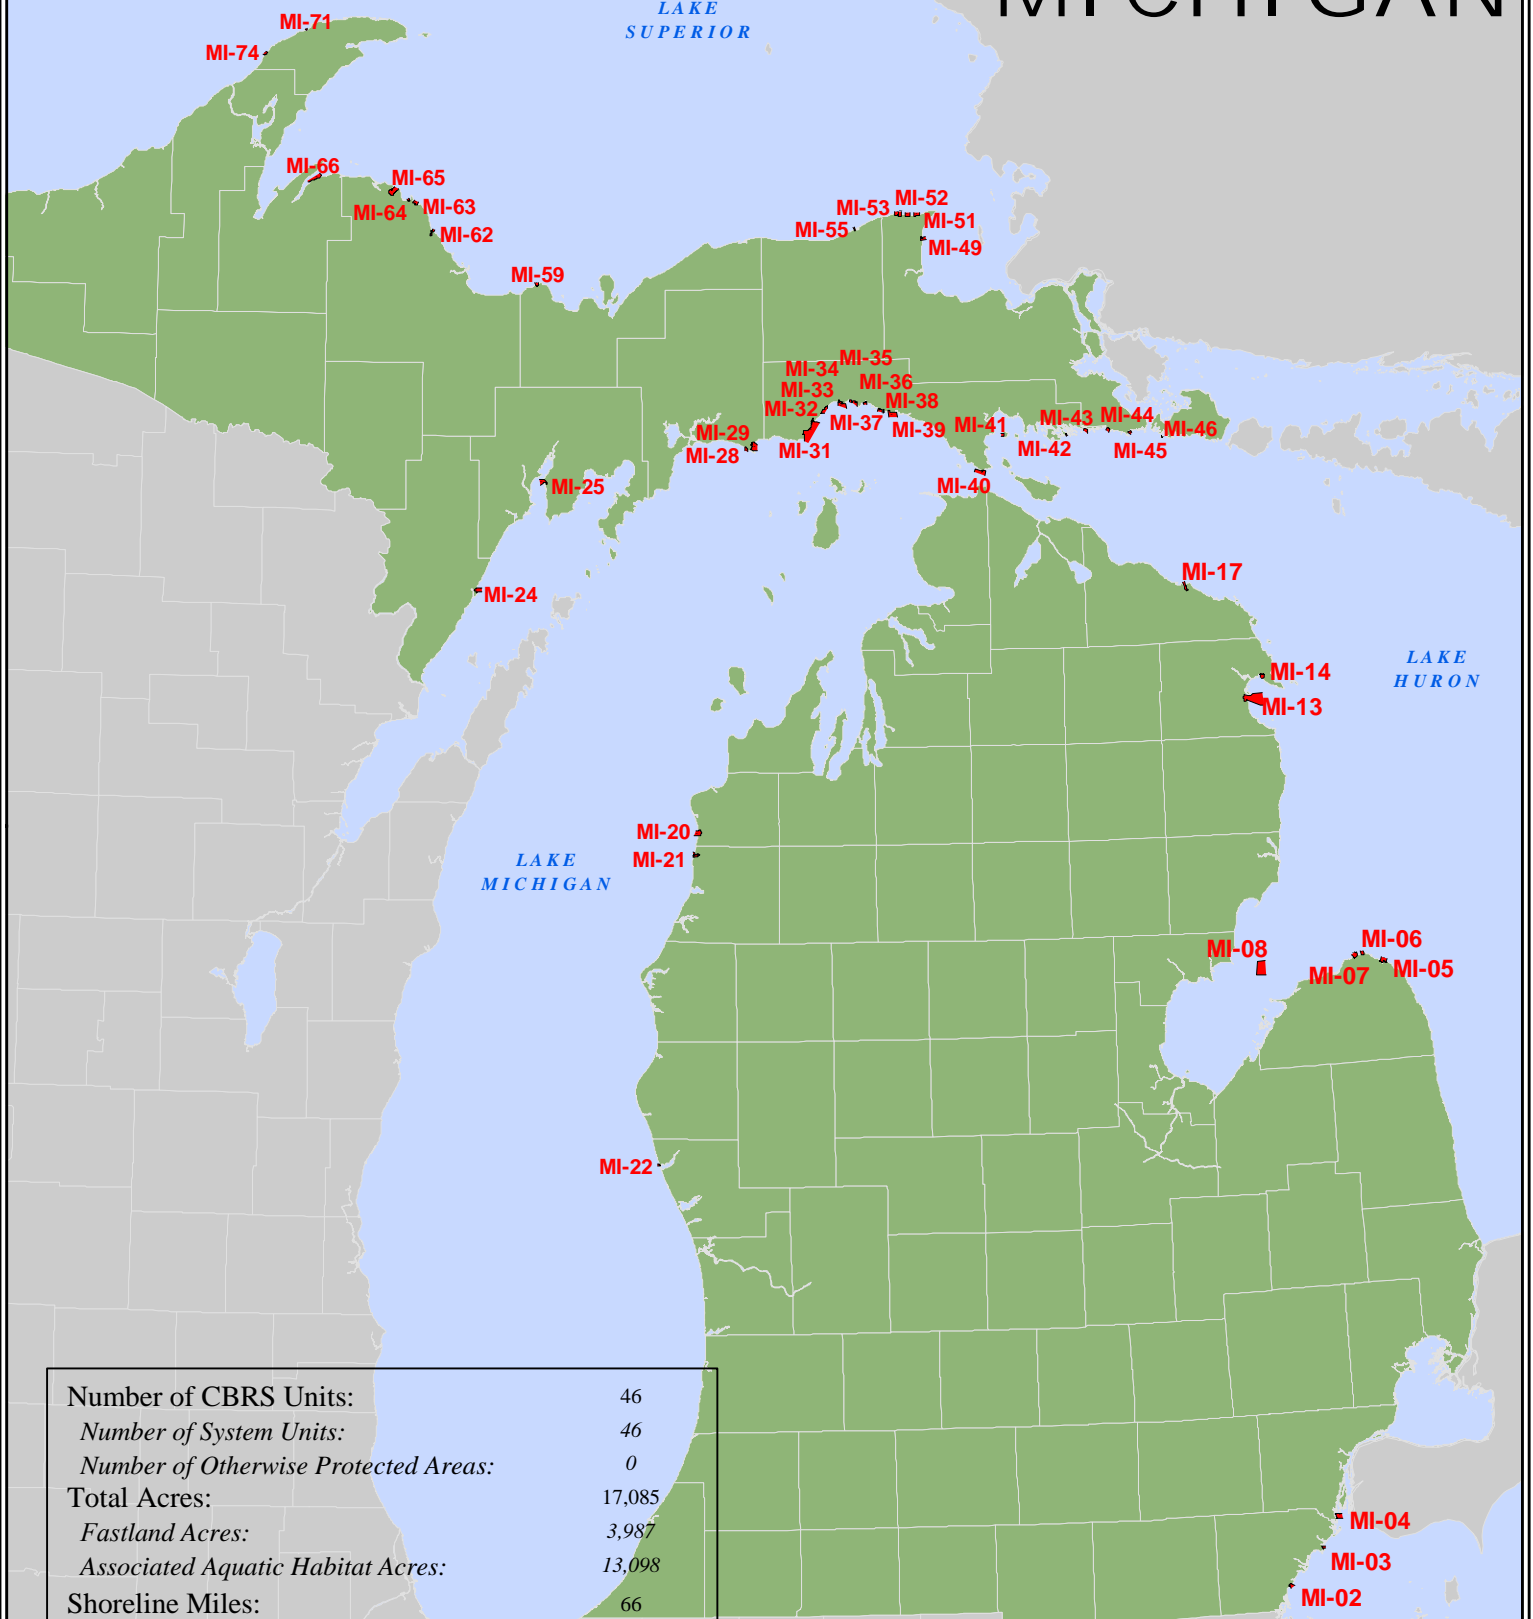 MICHIGAN
LAKE
SUPERIOR
MI-71
MI-74
MI-66
MI-65
MI-64
MI-63
MI-62
MI-59
MI-53
MI-52
MI-55
MI-51
MI-49
MI-35
MI-34
MI-33
MI-36
MI-32
MI-38
MI-37
MI-39
MI-31
MI-29
MI-28
MI-41
MI-43
MI-44
MI-46
MI-42
MI-45
MI-40
MI-25
MI-24
MI-17
LAKE
HURON
MI-14
MI-13
MI-20
MI-21
LAKE
MICHIGAN
MI-08
MI-06
MI-07
MI-05
MI-22
Number of CBRS Units: 46
Number of System Units: 46
Number of Otherwise Protected Areas: 0
Total Acres: 17,085
Fastland Acres: 3,987
Associated Aquatic Habitat Acres: 13,098
Shoreline Miles: 66
MI-04
MI-03
MI-02